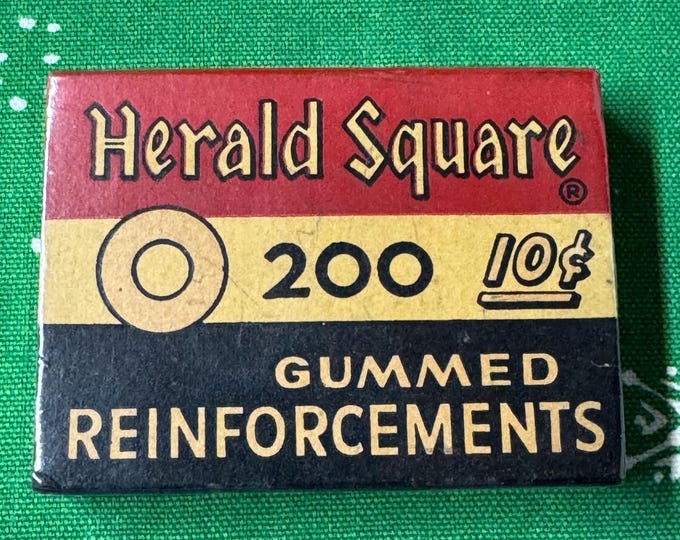 Herald Square ®
200 10¢
GUMMED
REINFORCEMENTS